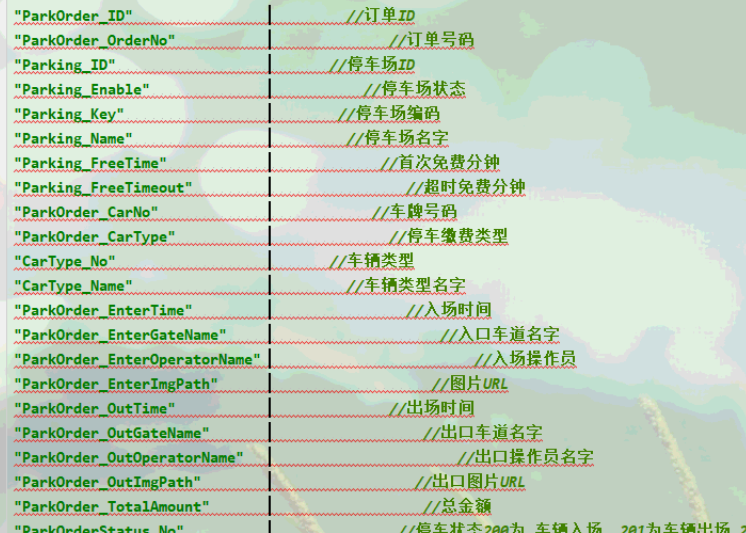 "ParkOrder_ID" //订单ID
"ParkOrder_OrderNo" //订单号码
"Parking_ID" //停车场ID
"Parking_Enable" //停车场状态
"Parking_Key" //停车场编码
"Parking_Name" //停车场名字
"Parking_FreeTime" //首次免费分钟
"Parking_FreeTimeout" //超时免费分钟
"ParkOrder_CarNo" //车牌号码
"ParkOrder_CarType" //停车缴费类型
"CarType_No" //车辆类型
"CarType_Name" //车辆类型名字
"ParkOrder_EnterTime" //入场时间
"ParkOrder_EnterGateName" //入口车道名字
"ParkOrder_EnterOperatorName" //入场操作员
"ParkOrder_EnterImgPath" //图片URL
"ParkOrder_OutTime" //出场时间
"ParkOrder_OutGateName" //出口车道名字
"ParkOrder_OutOperatorName" //出口操作员名字
"ParkOrder_OutImgPath" //出口图片URL
"ParkOrder_TotalAmount" //总金额
"ParkOrderStatus_No" //停车状态200为 车辆入场 201为车辆出场